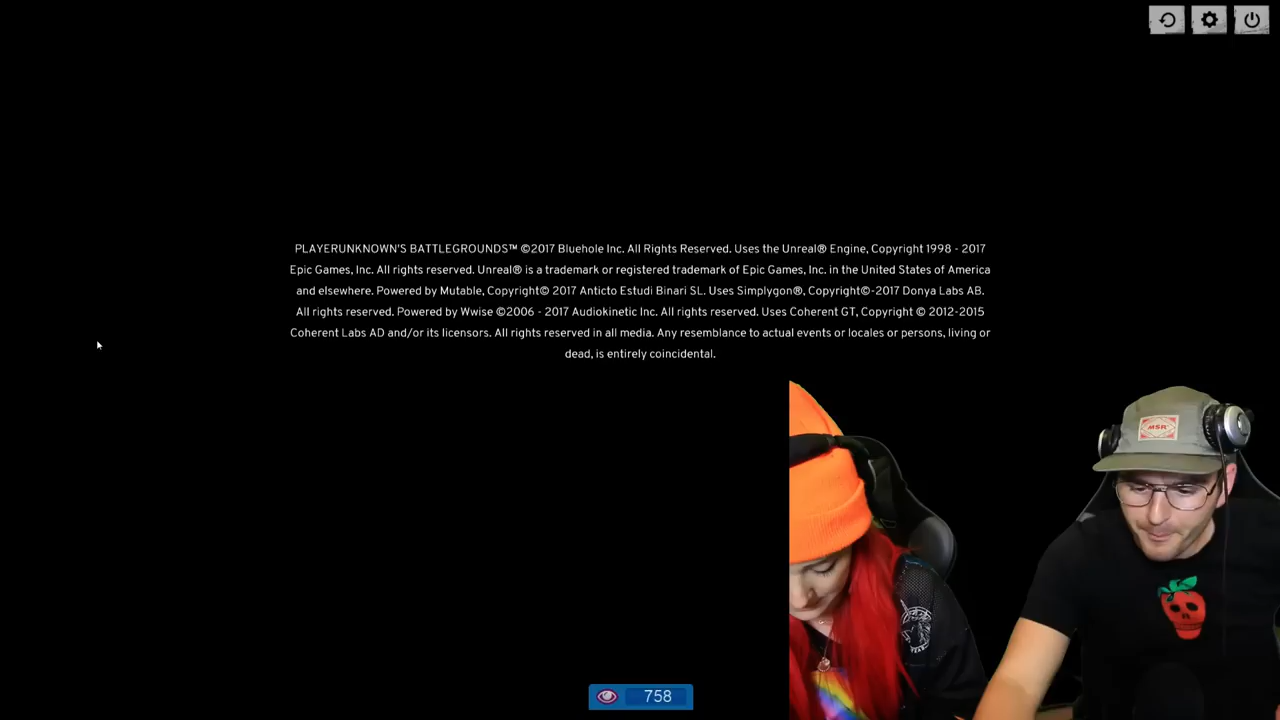 PLAYERUNKNOWN'S BATTLEGROUNDS™ ©2017 Bluehole Inc. All Rights Reserved. Uses the Unreal® Engine, Copyright 1998 - 2017
Epic Games, Inc. All rights reserved. Unreal® is a trademark or registered trademark of Epic Games, Inc. in the United States of America
and elsewhere. Powered by Mutable, Copyright© 2017 Anticto Estudi Binari SL. Uses Simplygon®, Copyright©-2017 Donya Labs AB.
All rights reserved. Powered by Wwise ©2006 - 2017 Audiokinetic Inc. All rights reserved. Uses Coherent GT, Copyright © 2012-2015
Coherent Labs AD and/or its licensors. All rights reserved in all media. Any resemblance to actual events or locales or persons, living or
dead, is entirely coincidental.
MSR
758